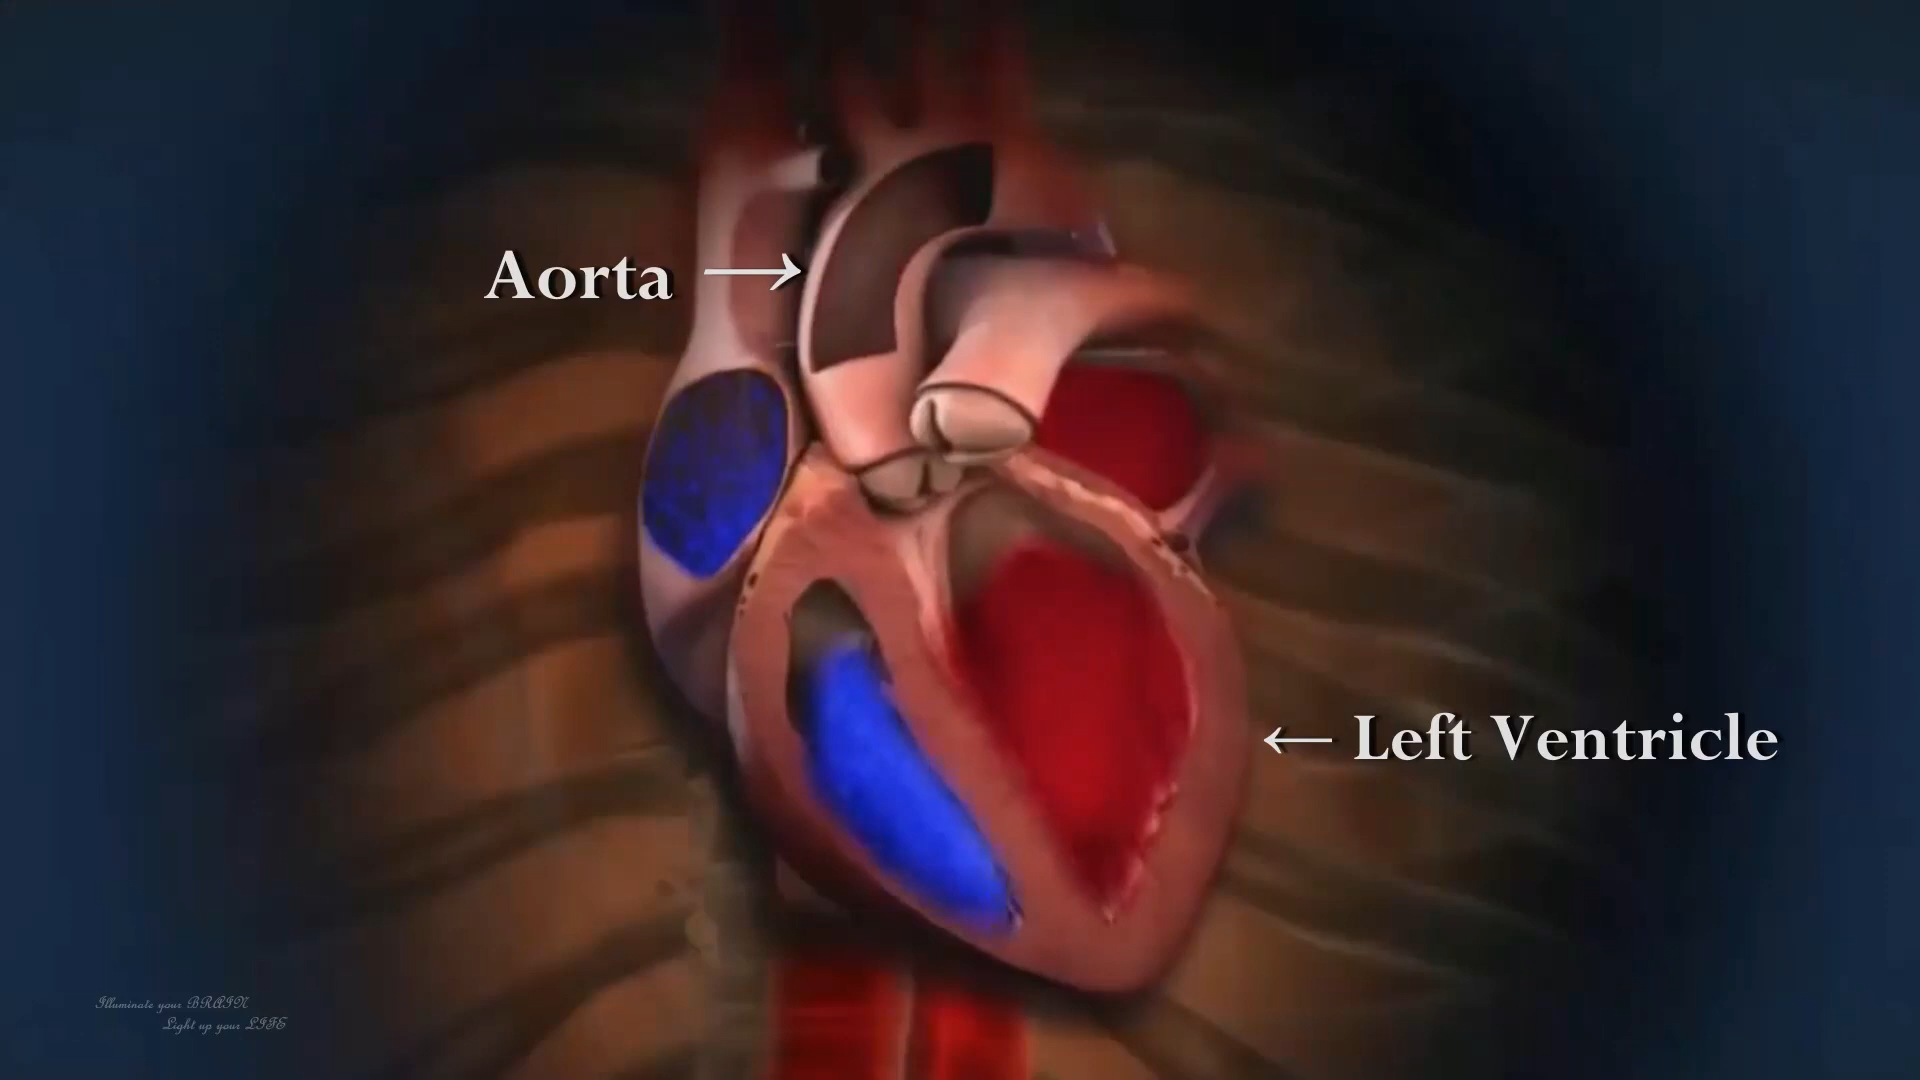 Aorta →
← Left Ventricle
Illuminate your BRAIN
Light up your LIFE